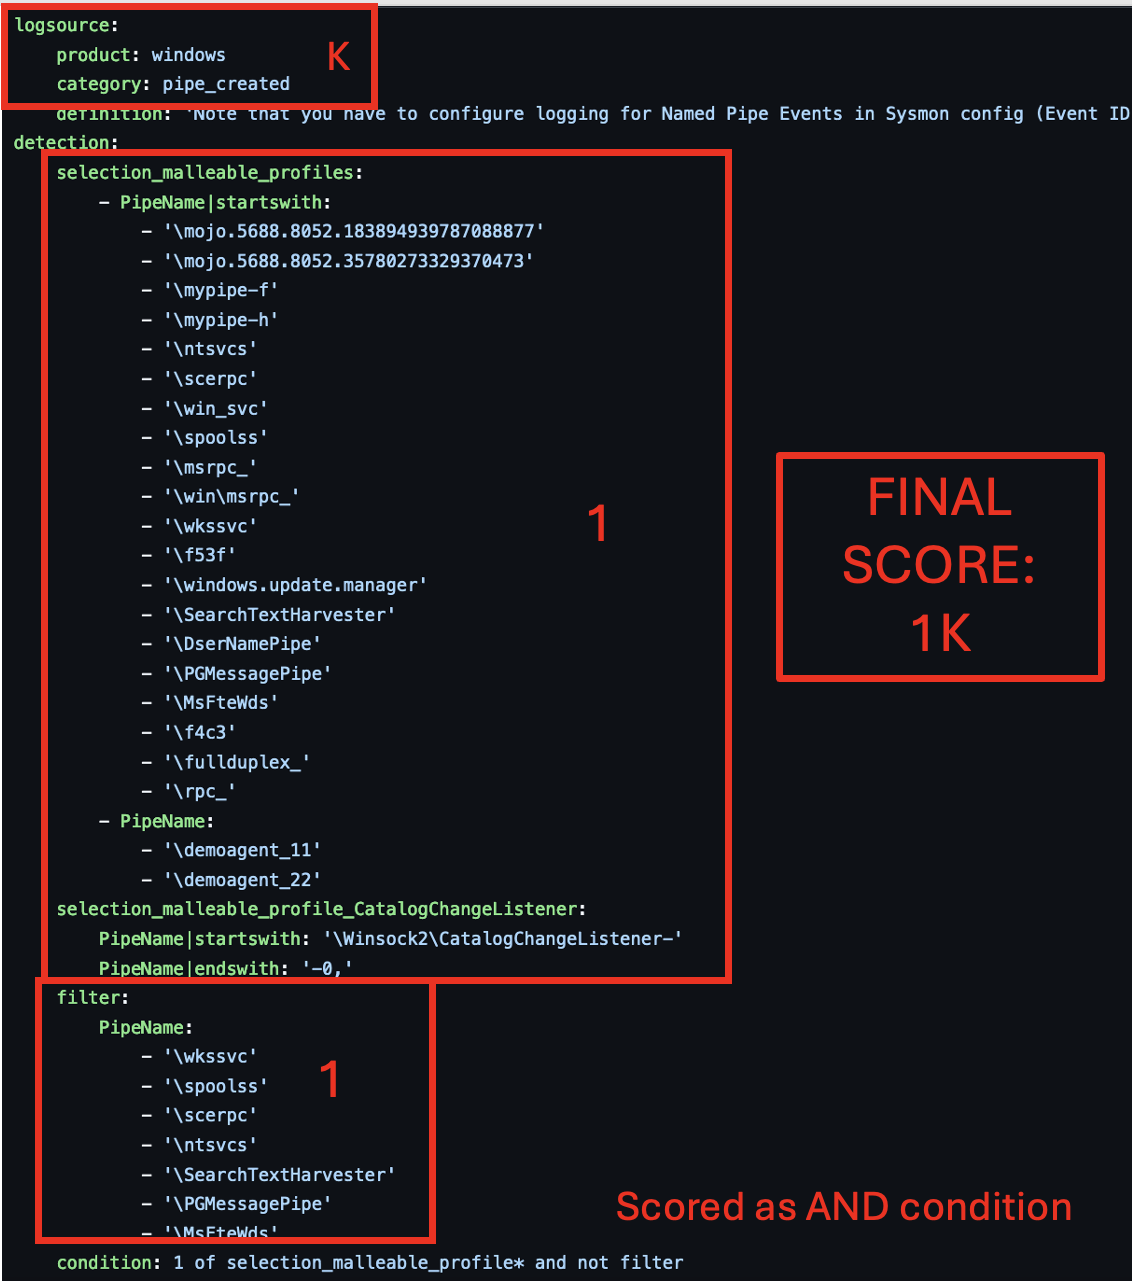 logsource:
product: windows
K
category: pipe_created
definition: 'Note that you have to configure logging for Named Pipe Events in Sysmon config (Event ID
detection:
selection_malleable_profiles:
- PipeName|startswith:
- '\mojo.5688.8052.183894939787088877'
- '\mojo.5688.8052.35780273329370473'
- '\mypipe-f'
- '\mypipe-h'
- '\ntsvcs'
- '\scerpc'
- '\win_svc'
- '\spoolss'
- '\msrpc_'
- '\win\msrpc_'
- '\wkssvc'
- '\f53f'
- '\windows.update.manager'
- '\SearchTextHarvester'
- '\DserNamePipe'
- '\PGMessagePipe'
- '\MsFteWds'
- '\f4c3'
- '\fullduplex_'
- '\rpc_'
- PipeName:
- '\demoagent_11'
- '\demoagent_22'
selection_malleable_profile_CatalogChangeListener:
PipeName|startswith: '\Winsock2\CatalogChangeListener-'
PipeName|endswith: '-0,'
1
FINAL
SCORE:
1K
filter:
PipeName:
- '\wkssvc'
- '\spoolss'
- '\scerpc'
- '\ntsvcs'
- '\SearchTextHarvester'
- '\PGMessagePipe'
- '\MsFteWds'
1
Scored as AND condition
condition: 1 of selection_malleable_profile* and not filter